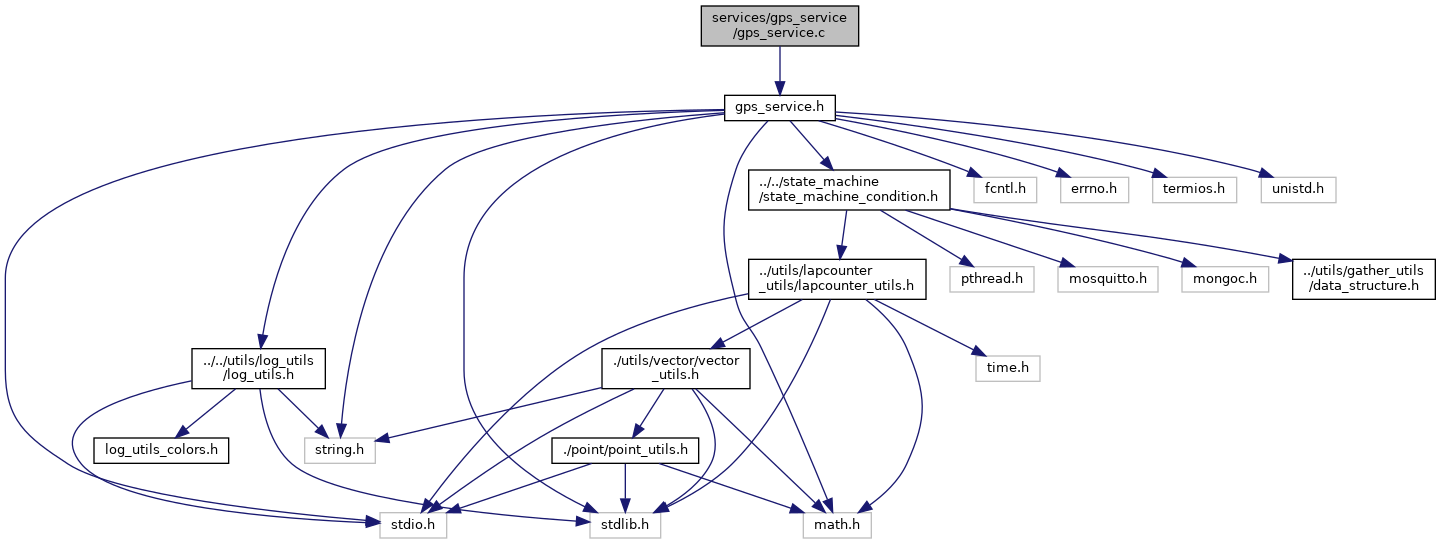 services/gps_service
/gps_service.c
gps_service.h
../../state_machine
/state_machine_condition.h
fcntl.h
errno.h
termios.h
unistd.h
../utils/lapcounter
_utils/lapcounter_utils.h
pthread.h
mosquitto.h
mongoc.h
../utils/gather_utils
/data_structure.h
../../utils/log_utils
/log_utils.h
./utils/vector/vector
_utils.h
time.h
log_utils_colors.h
string.h
./point/point_utils.h
stdio.h
stdlib.h
math.h